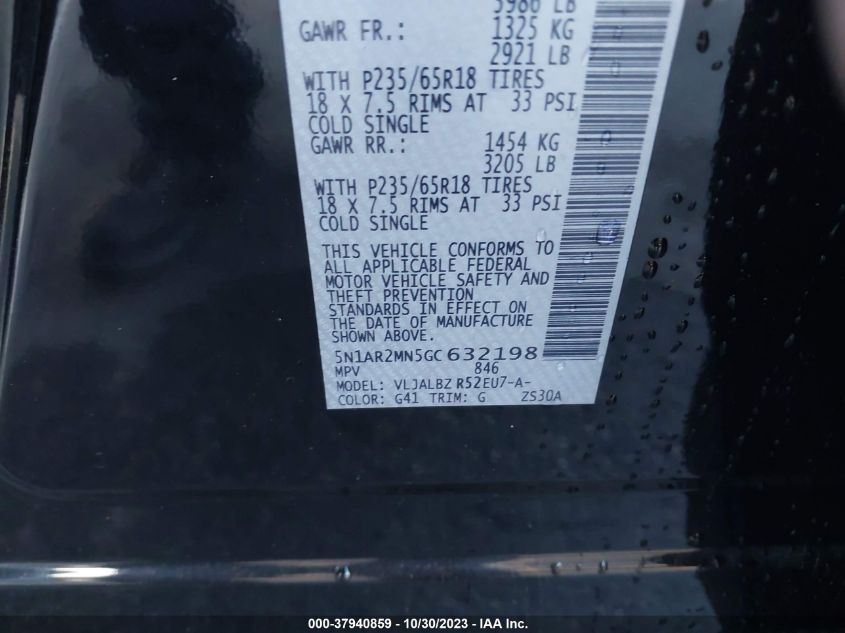 5986 LB
GAWR FR.: 1325 KG
2921 LB
WITH P235/65R18 TIRES
18 X 7.5 RIMS AT 33 PSI
COLD SINGLE
GAWR RR.: 1454 KG
3205 LB
WITH P235/65R18 TIRES
18 X 7.5 RIMS AT 33 PSI
COLD SINGLE
THIS VEHICLE CONFORMS TO
ALL APPLICABLE FEDERAL
MOTOR VEHICLE SAFETY AND
THEFT PREVENTION
STANDARDS IN EFFECT ON
THE DATE OF MANUFACTURE
SHOWN ABOVE.
5N1AR2MN5GC632198
MPV 846
MODEL: VLJALBZ R52EU7-A-
COLOR: G41 TRIM: G ZS30A
000-37940859 - 10/30/2023 - IAA Inc.